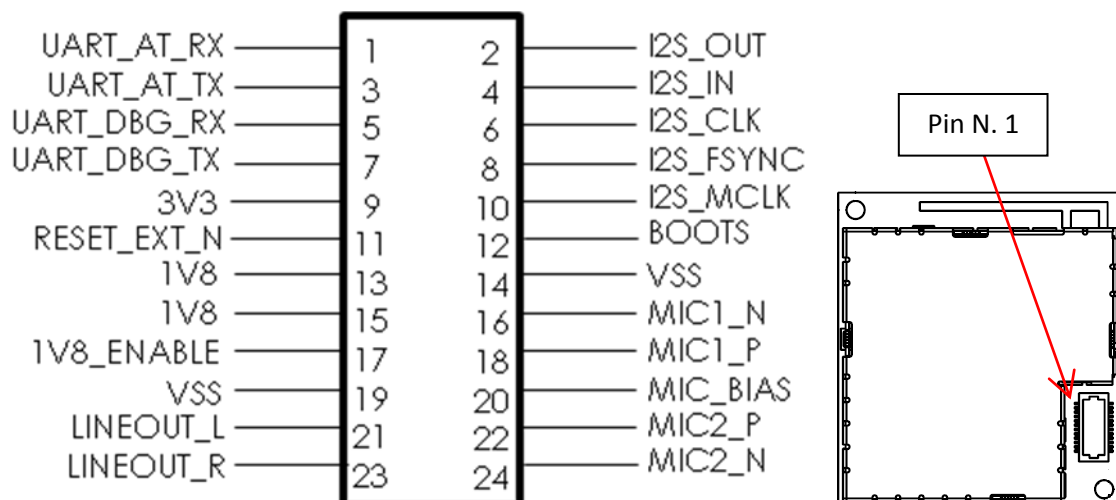 UART_AT_RX 1 2 I2S_OUT
UART_AT_TX 3 4 I2S_IN
UART_DBG_RX 5 6 I2S_CLK
UART_DBG_TX 7 8 I2S_FSYNC
3V3 9 10 I2S_MCLK
RESET_EXT_N 11 12 BOOTS
1V8 13 14 VSS
1V8 15 16 MIC1_N
1V8_ENABLE 17 18 MIC1_P
VSS 19 20 MIC_BIAS
LINEOUT_L 21 22 MIC2_P
LINEOUT_R 23 24 MIC2_N
Pin N. 1